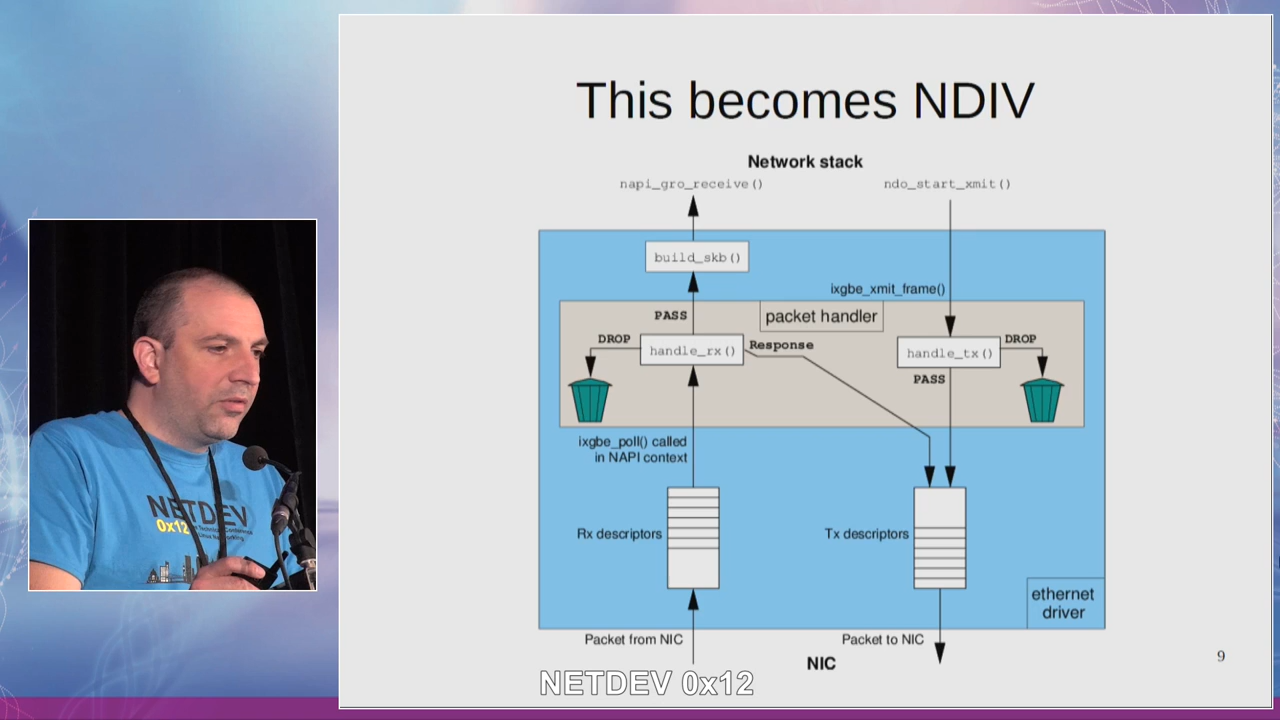 This becomes NDIV
Network stack
napi_gro_receive()
ndo_start_xmit()
build_skb()
ixgbe_xmit_frame()
PASS
packet handler
DROP
handle_rx()
Response
handle_tx()
DROP
PASS
ixgbe_poll() called
in NAPI context
Rx descriptors
Tx descriptors
ethernet
driver
Packet from NIC
Packet to NIC
NIC
9
NETDEV 0x12
NETDEV
0x12